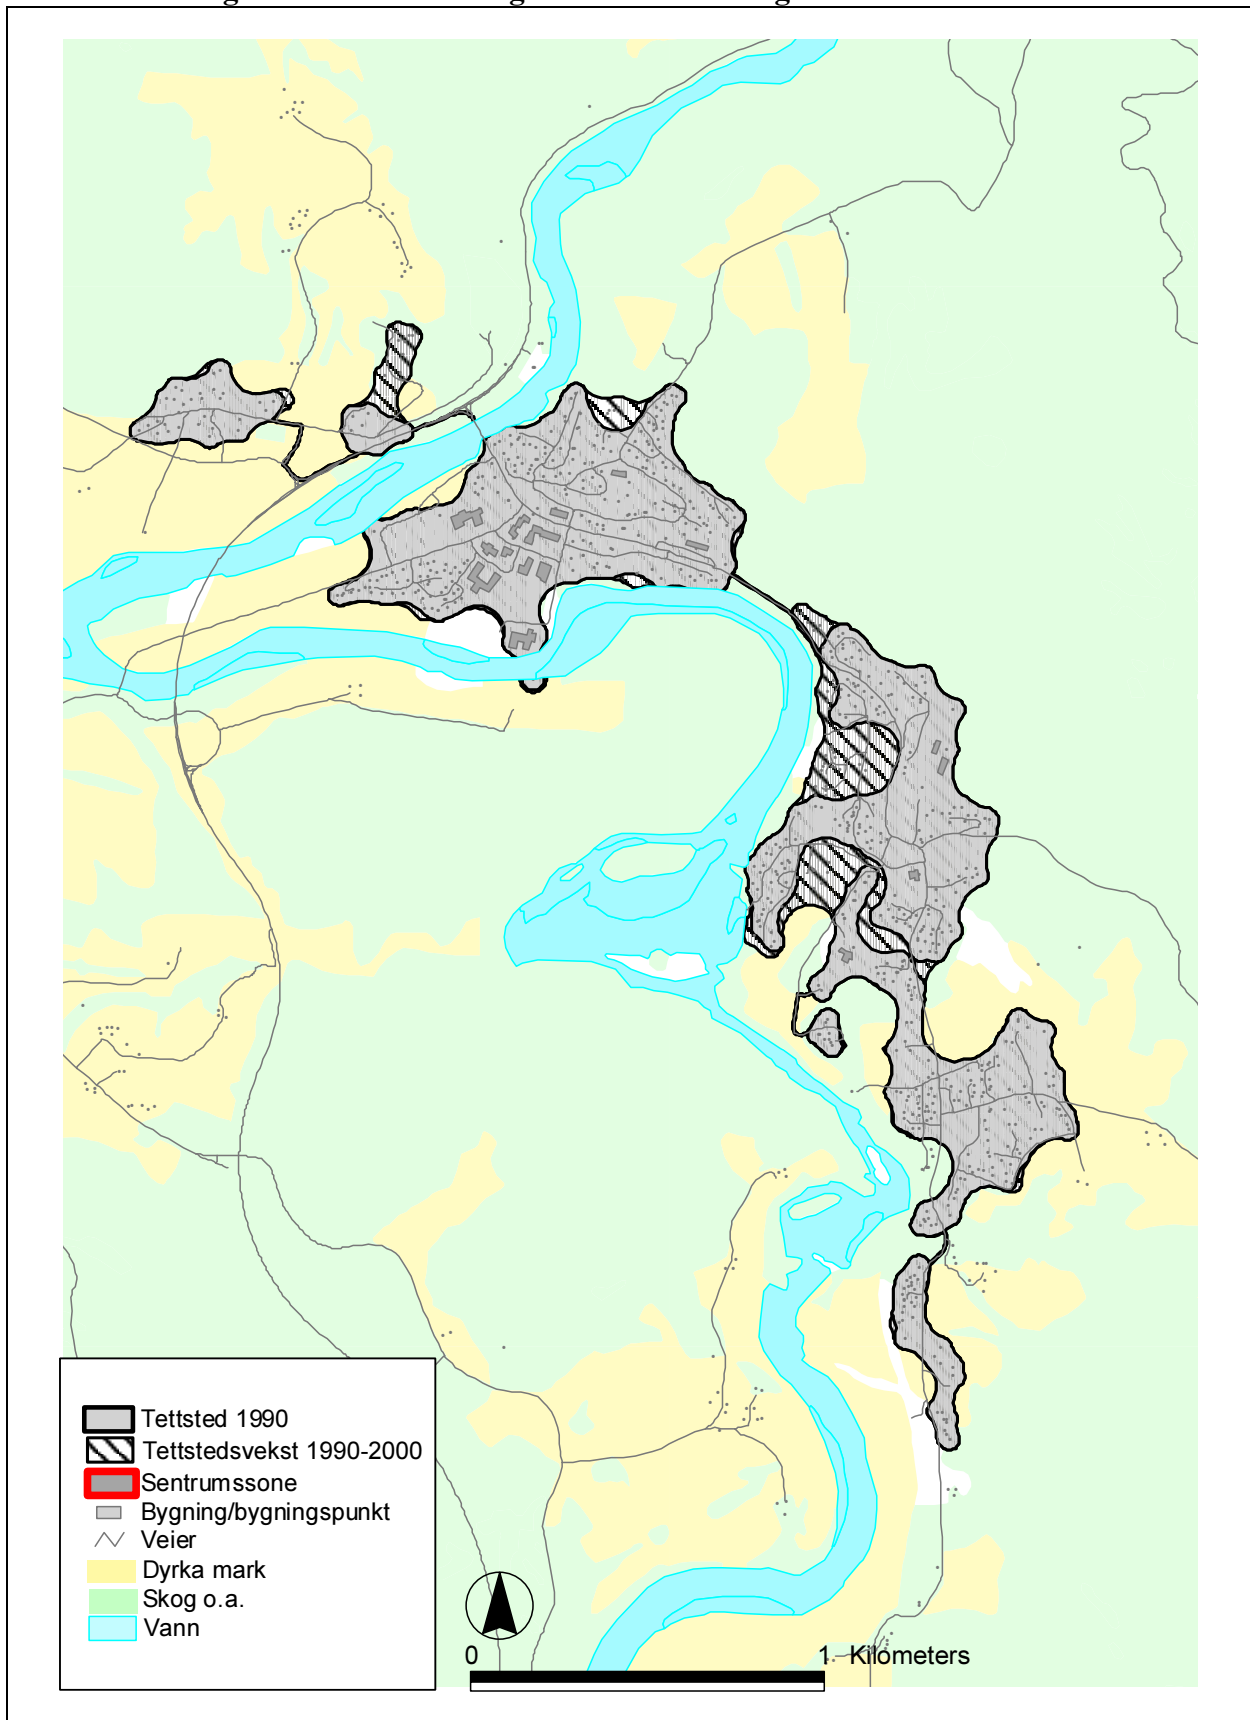 Tettsted 1990
Tettstedsvekst 1990-2000
Sentrumssone
Bygning/bygningspunkt
Veier
Dyrka mark
Skog o.a.
Vann
0 1 Kilometers